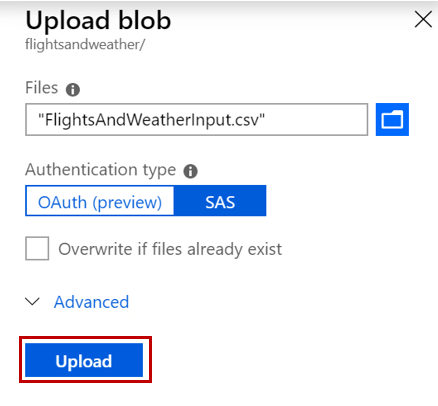 Upload blob
flightsandweather/
Files
"FlightsAndWeatherInput.csv"
Authentication type
OAuth (preview) SAS
Overwrite if files already exist
Advanced
Upload